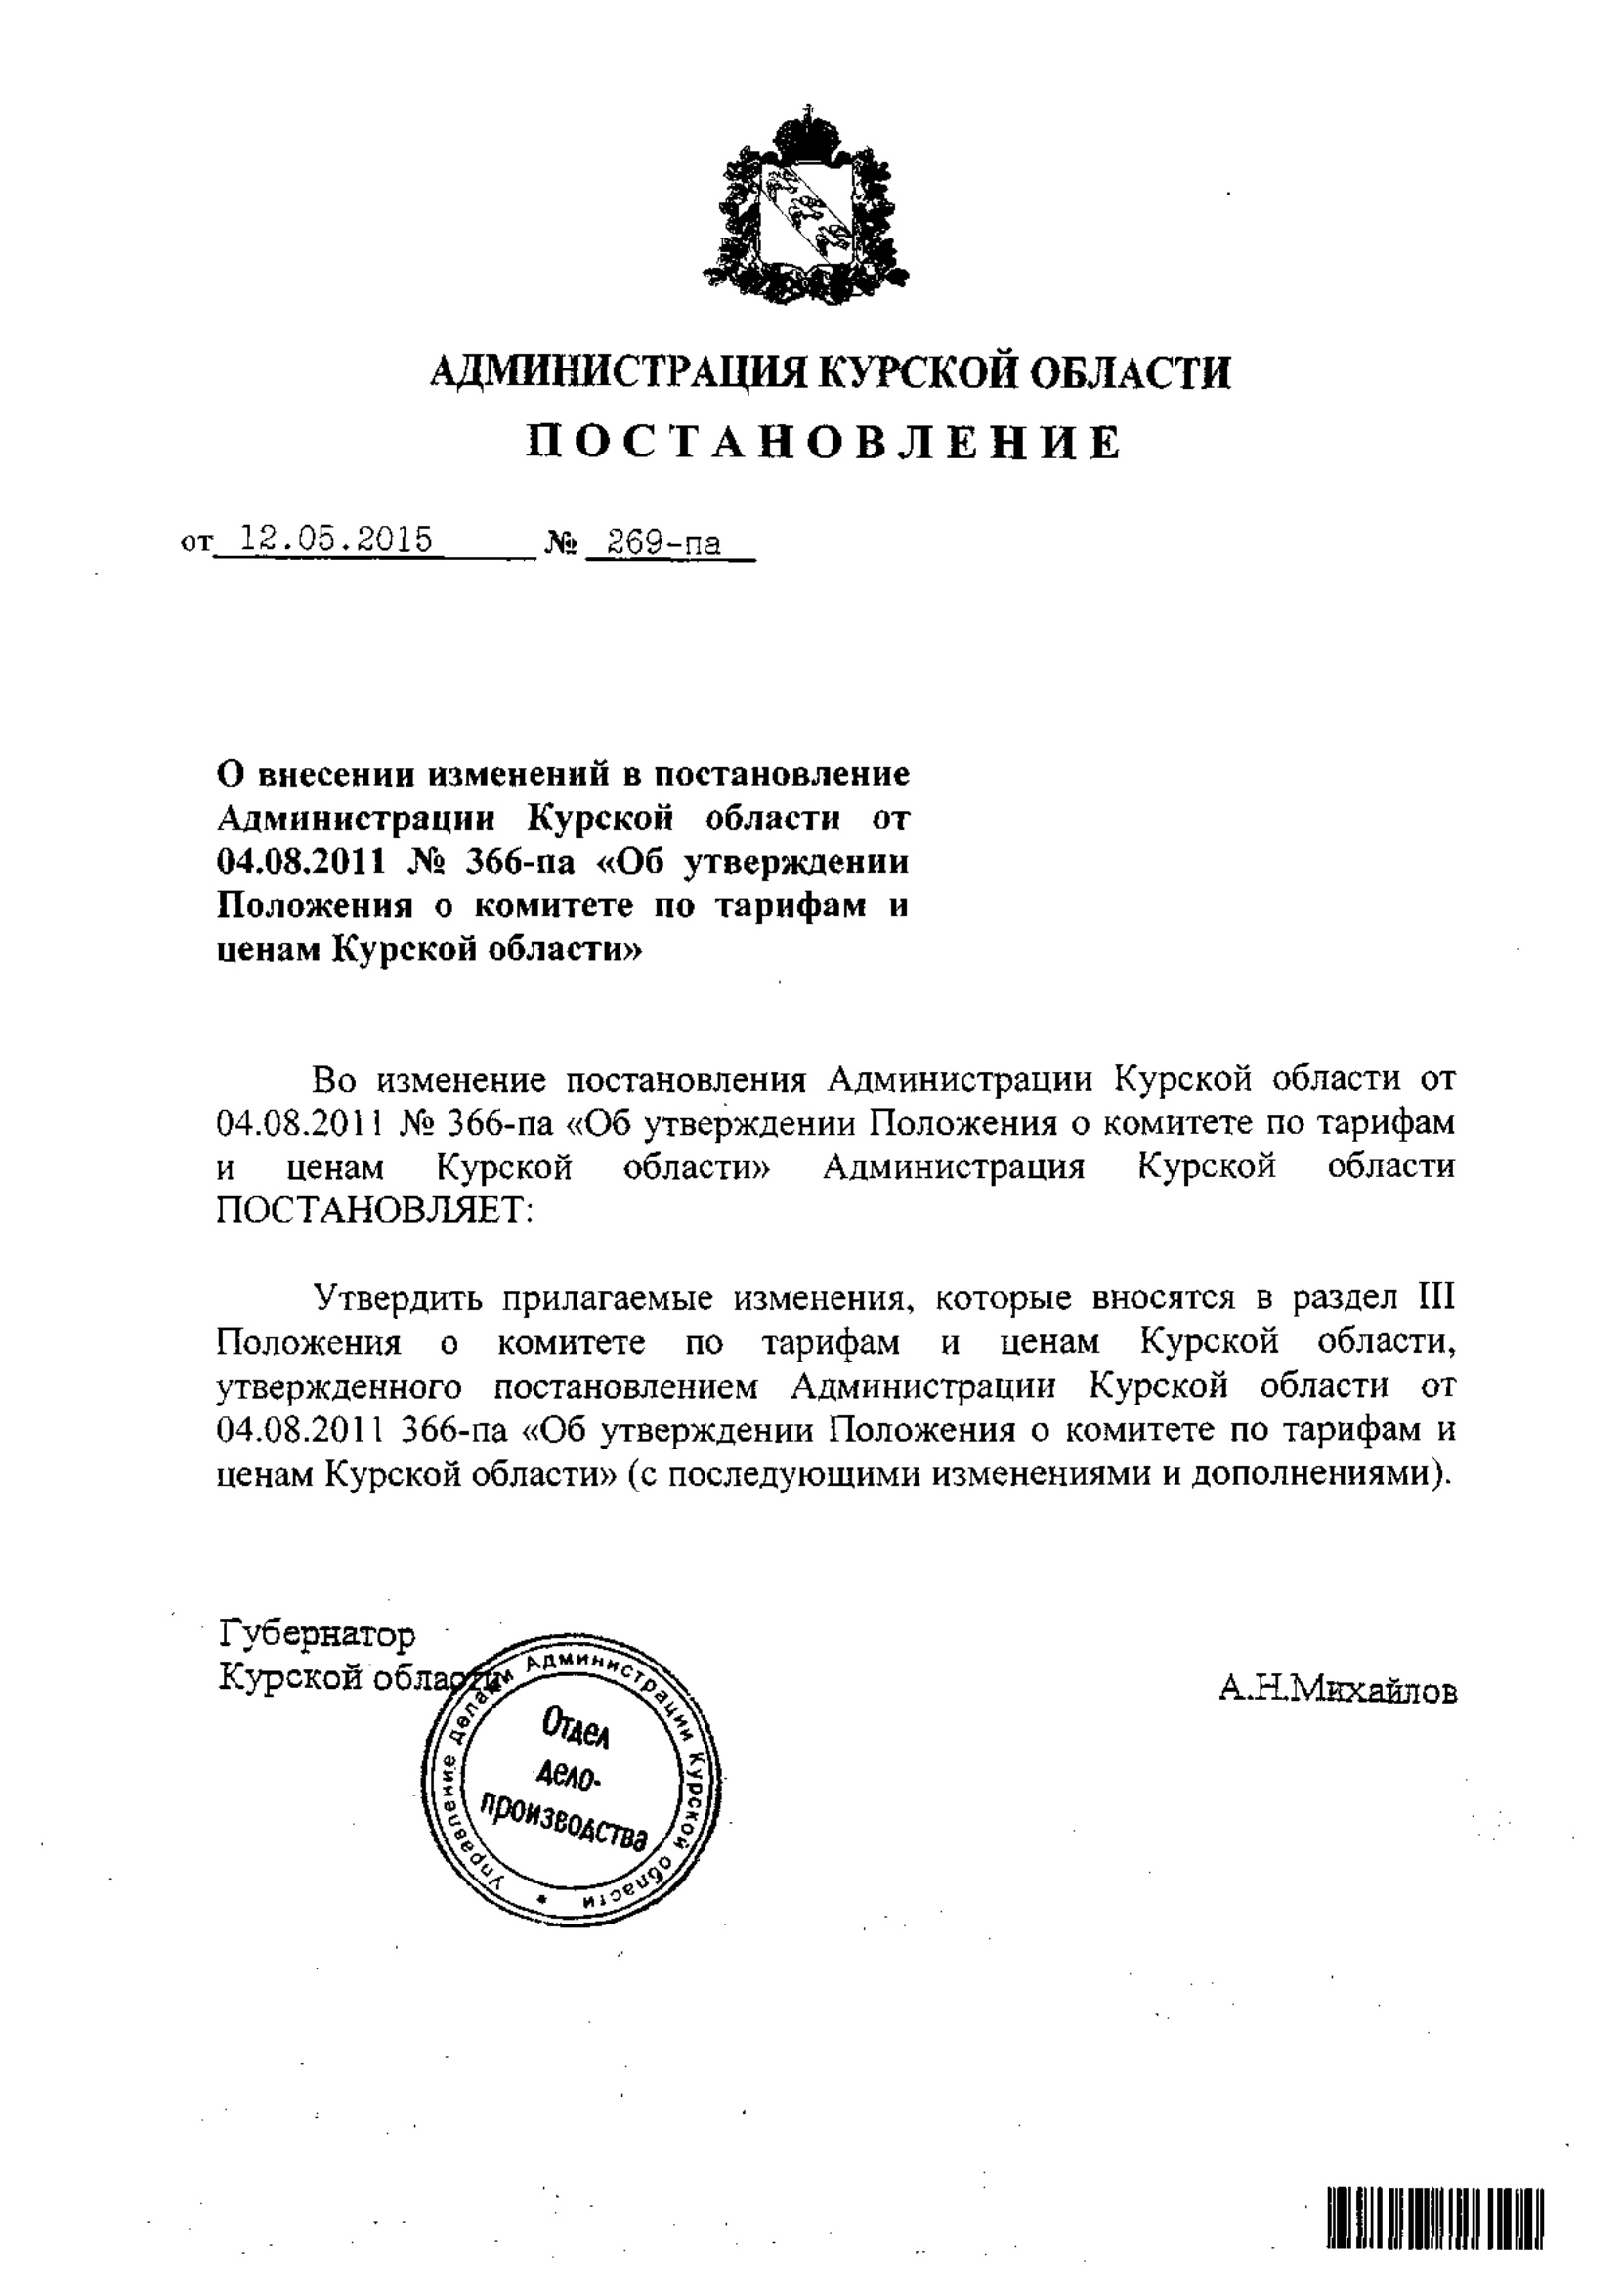 АДМИНИСТРАЦИЯ КУРСКОЙ ОБЛАСТИ
ПОСТАНОВЛЕНИЕ
от 12.05.2015 № 269-па
О внесении изменений в постановление
Администрации Курской области от
04.08.2011 № 366-па «Об утверждении
Положения о комитете по тарифам и
ценам Курской области»
Во изменение постановления Администрации Курской области от
04.08.2011 № 366-па «Об утверждении Положения о комитете по тарифам
и ценам Курской области» Администрация Курской области
ПОСТАНОВЛЯЕТ:
Утвердить прилагаемые изменения, которые вносятся в раздел III
Положения о комитете по тарифам и ценам Курской области,
утвержденного постановлением Администрации Курской области от
04.08.2011 366-па «Об утверждении Положения о комитете по тарифам и
ценам Курской области» (с последующими изменениями и дополнениями).
Губернатор
Курской области
А.Н.Михайлов
Управление делами Администрации Курской области
Отдел
дело-
производства